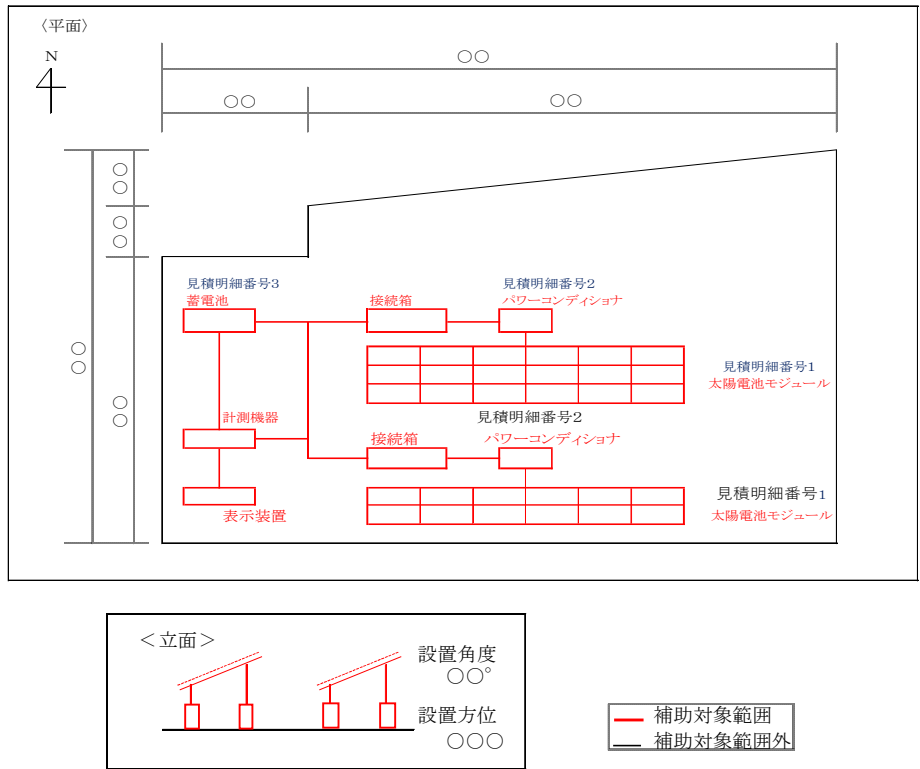 〈平面〉
N
○○
○○
○○
○○
○○
○○
○○
見積明細番号3
蓄電池
接続箱
見積明細番号2
パワーコンディショナ
見積明細番号1
太陽電池モジュール
計測機器
見積明細番号2
接続箱
パワーコンディショナ
表示装置
見積明細番号1
太陽電池モジュール
＜立面＞
設置角度
○○°
設置方位
○○○
補助対象範囲
補助対象範囲外